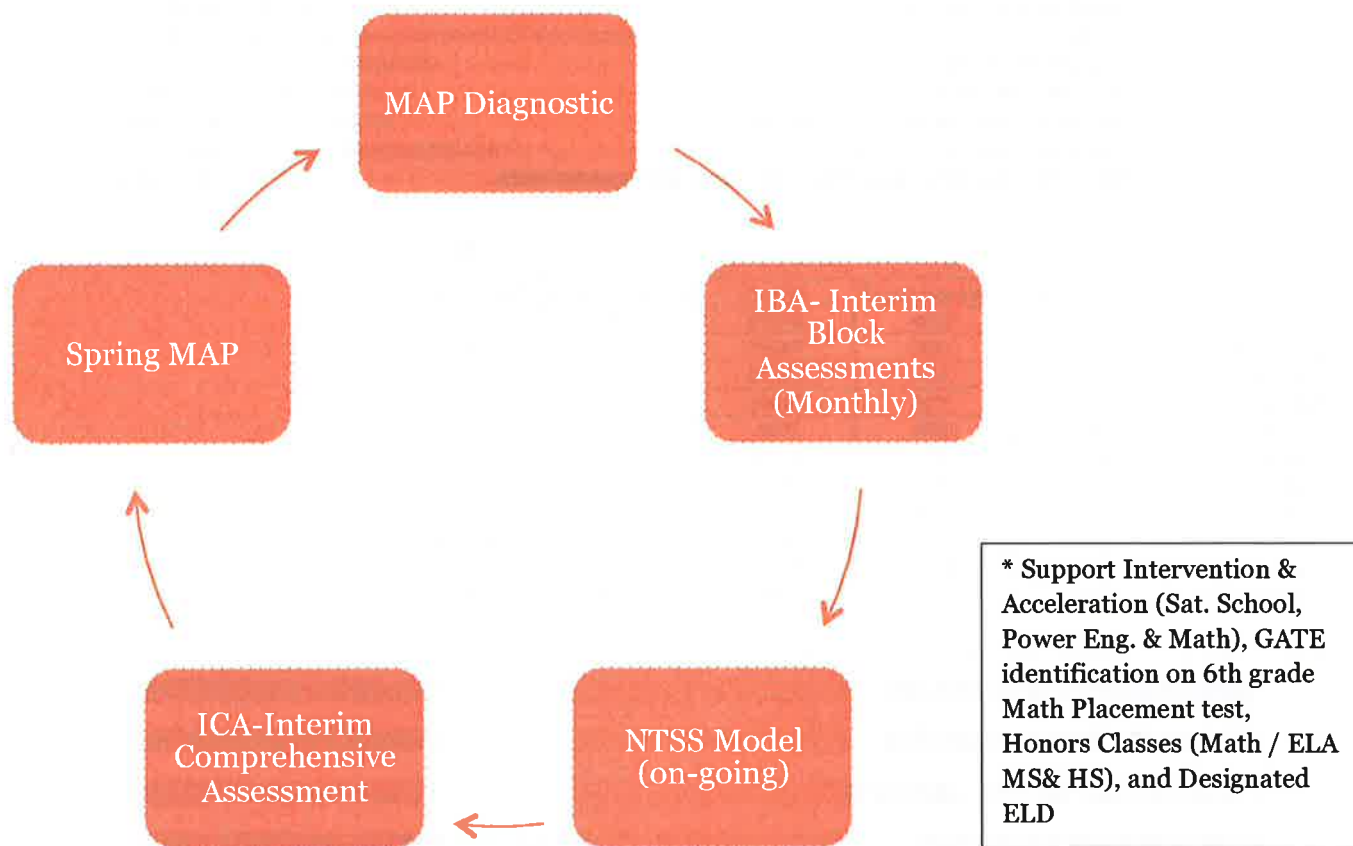 MAP Diagnostic
IBA- Interim
Block
Assessments
(Monthly)
NTSS Model
(on-going)
ICA-Interim
Comprehensive
Assessment
Spring MAP
* Support Intervention &
Acceleration (Sat. School,
Power Eng. & Math), GATE
identification on 6th grade
Math Placement test,
Honors Classes (Math / ELA
MS& HS), and Designated
ELD